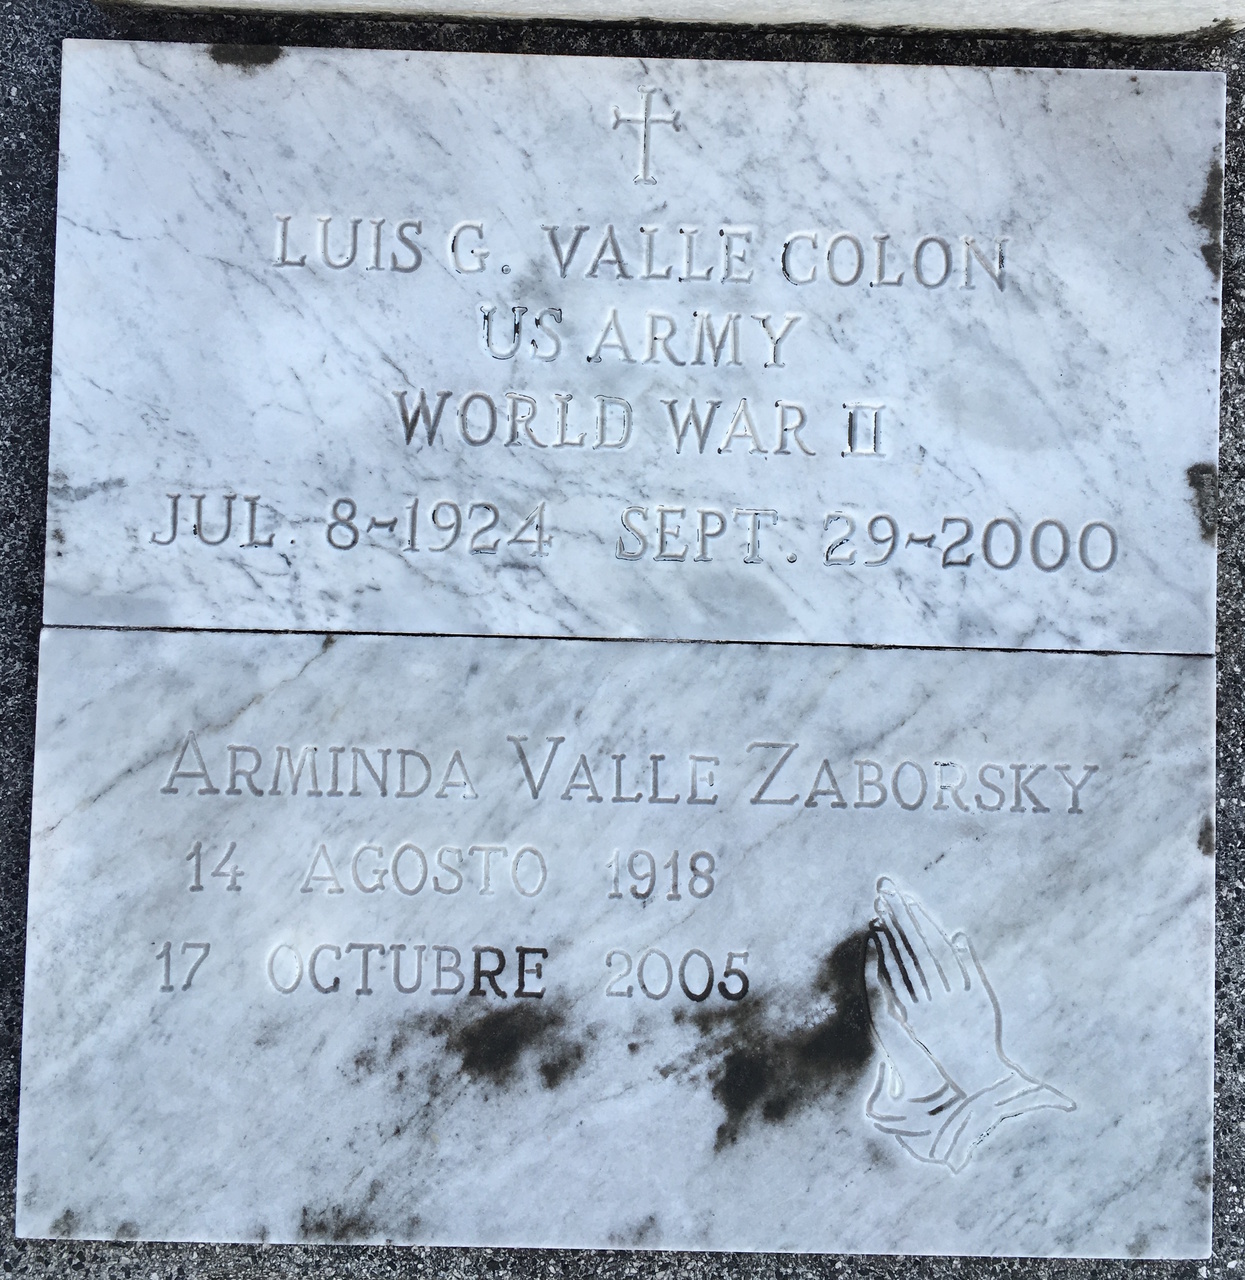 LUIS G. VALLE COLON
US ARMY
WORLD WAR II
JUL. 8-1924 SEPT. 29-2000
ARMINDA VALLE ZABORSKY
14 AGOSTO 1918
17 OCTUBRE 2005